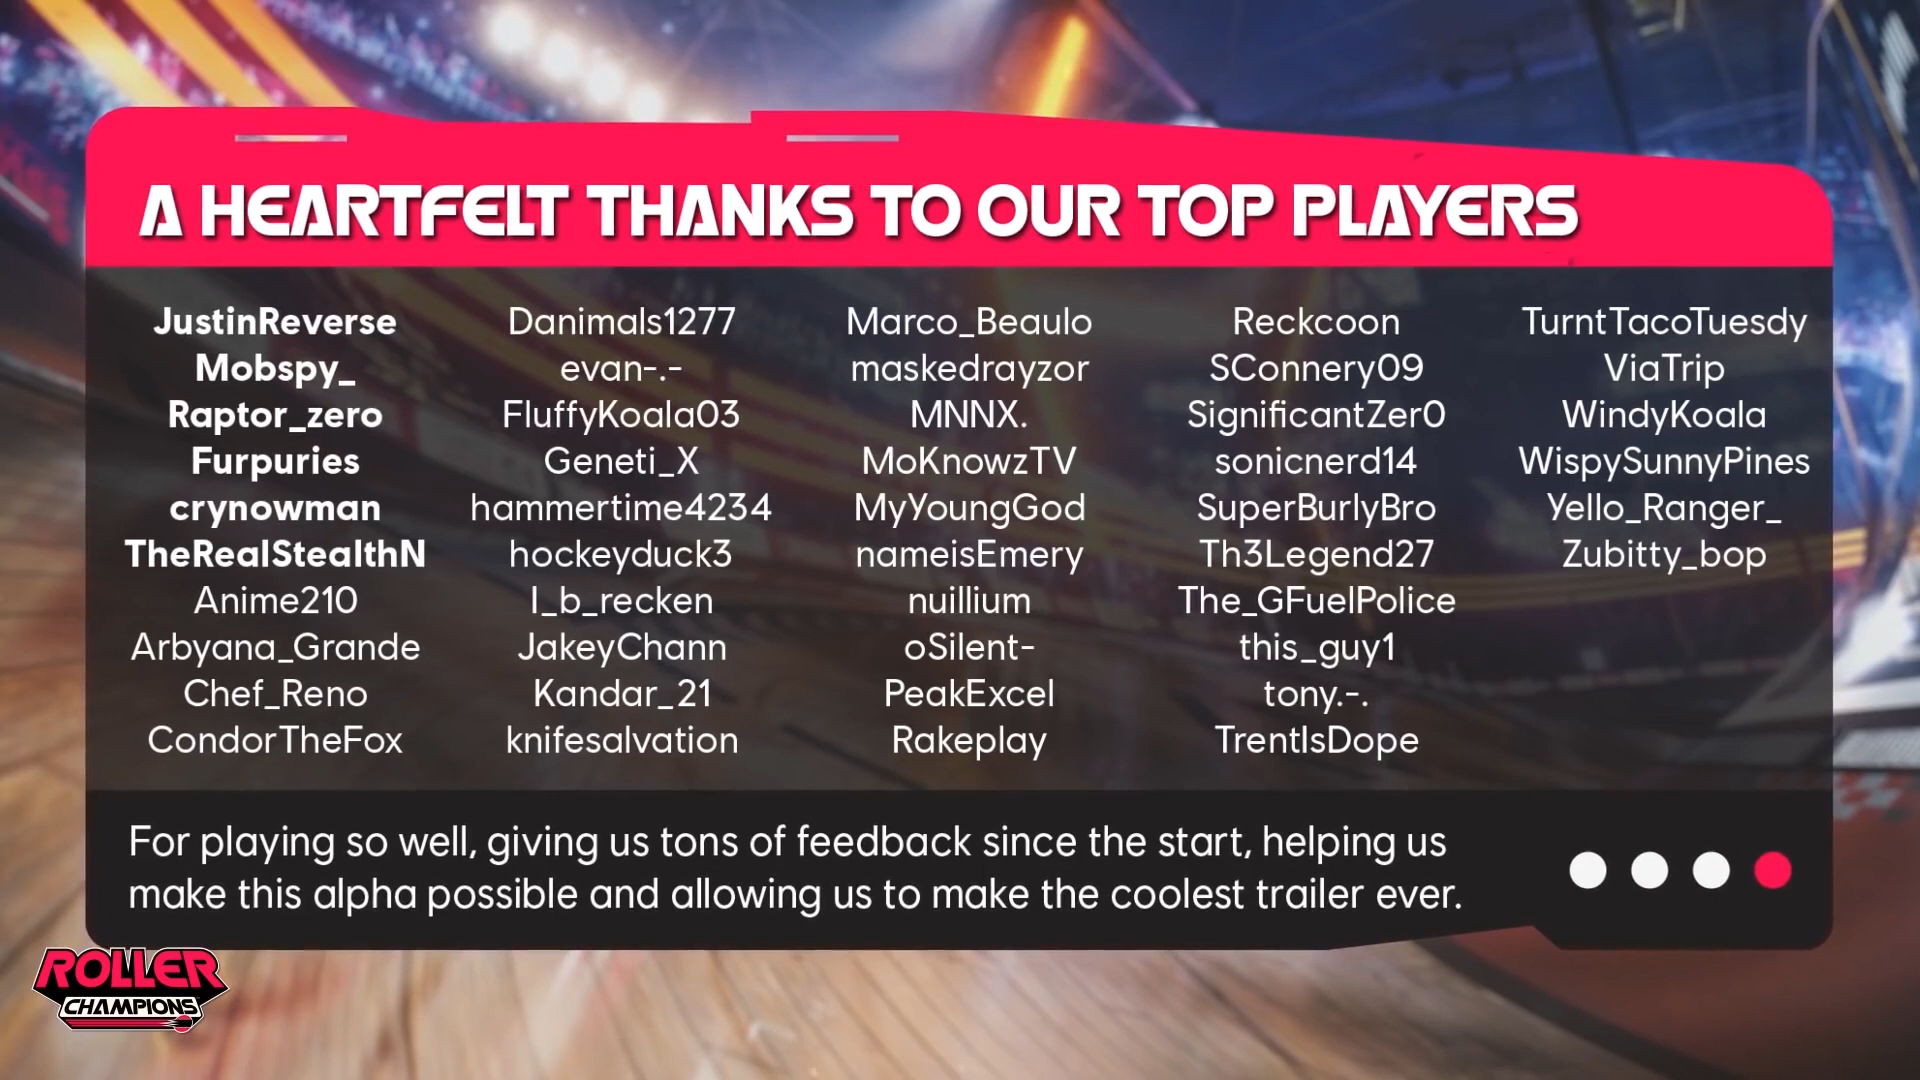 A HEARTFELT THANKS TO OUR TOP PLAYERS
JustinReverse
Mobspy_
Raptor_zero
Furpuries
crynowman
TheRealStealthN
Anime210
Arbyana_Grande
Chef_Reno
CondorTheFox
Danimals1277
evan-.-
FluffyKoala03
Geneti_X
hammertime4234
hockeyduck3
I_b_recken
JakeyChann
Kandar_21
knifesalvation
Marco_Beaulo
maskedrayzor
MNNX.
MoKnowzTV
MyYoungGod
nameisEmery
nuillium
oSilent-
PeakExcel
Rakeplay
Reckcoon
SConnery09
SignificantZer0
sonicnerd14
SuperBurlyBro
Th3Legend27
The_GFuelPolice
this_guy1
tony.-.
TrentIsDope
TurntTacoTuesdy
ViaTrip
WindyKoala
WispySunnyPines
Yello_Ranger_
Zubitty_bop
For playing so well, giving us tons of feedback since the start, helping us
make this alpha possible and allowing us to make the coolest trailer ever.
ROLLER
CHAMPIONS